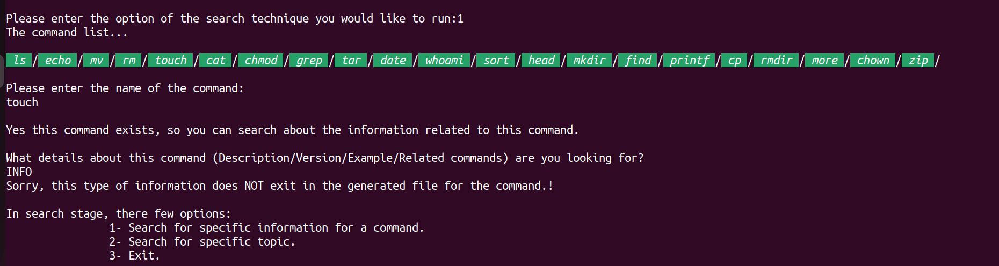 Please enter the option of the search technique you would like to run:1
The command list...
ls / echo / mv / rm / touch / cat / chmod / grep / tar / date / whoami / sort / head / mkdir / find / printf / cp / rmdir / more / chown / zip /
Please enter the name of the command:
touch
Yes this command exists, so you can search about the information related to this command.
What details about this command (Description/Version/Example/Related commands) are you looking for?
INFO
Sorry, this type of information does NOT exit in the generated file for the command.!
In search stage, there few options:
1- Search for specific information for a command.
2- Search for specific topic.
3- Exit.